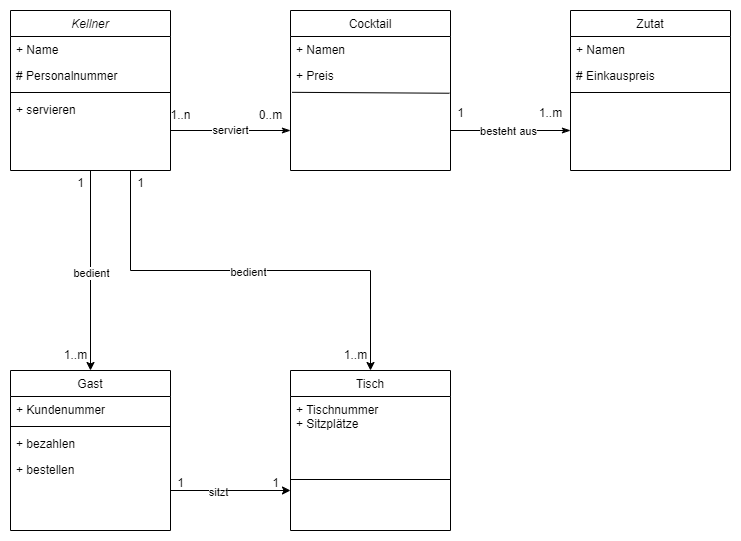 Kellner
+ Name
# Personalnummer
+ servieren
Cocktail
+ Namen
+ Preis
Zutat
+ Namen
# Einkauspreis
1..n
serviert
0..m
1
besteht aus
1..m
1
1
bedient
bedient
1..m
1..m
Gast
+ Kundenummer
+ bezahlen
+ bestellen
Tisch
+ Tischnummer
+ Sitzplätze
1
sitzt
1